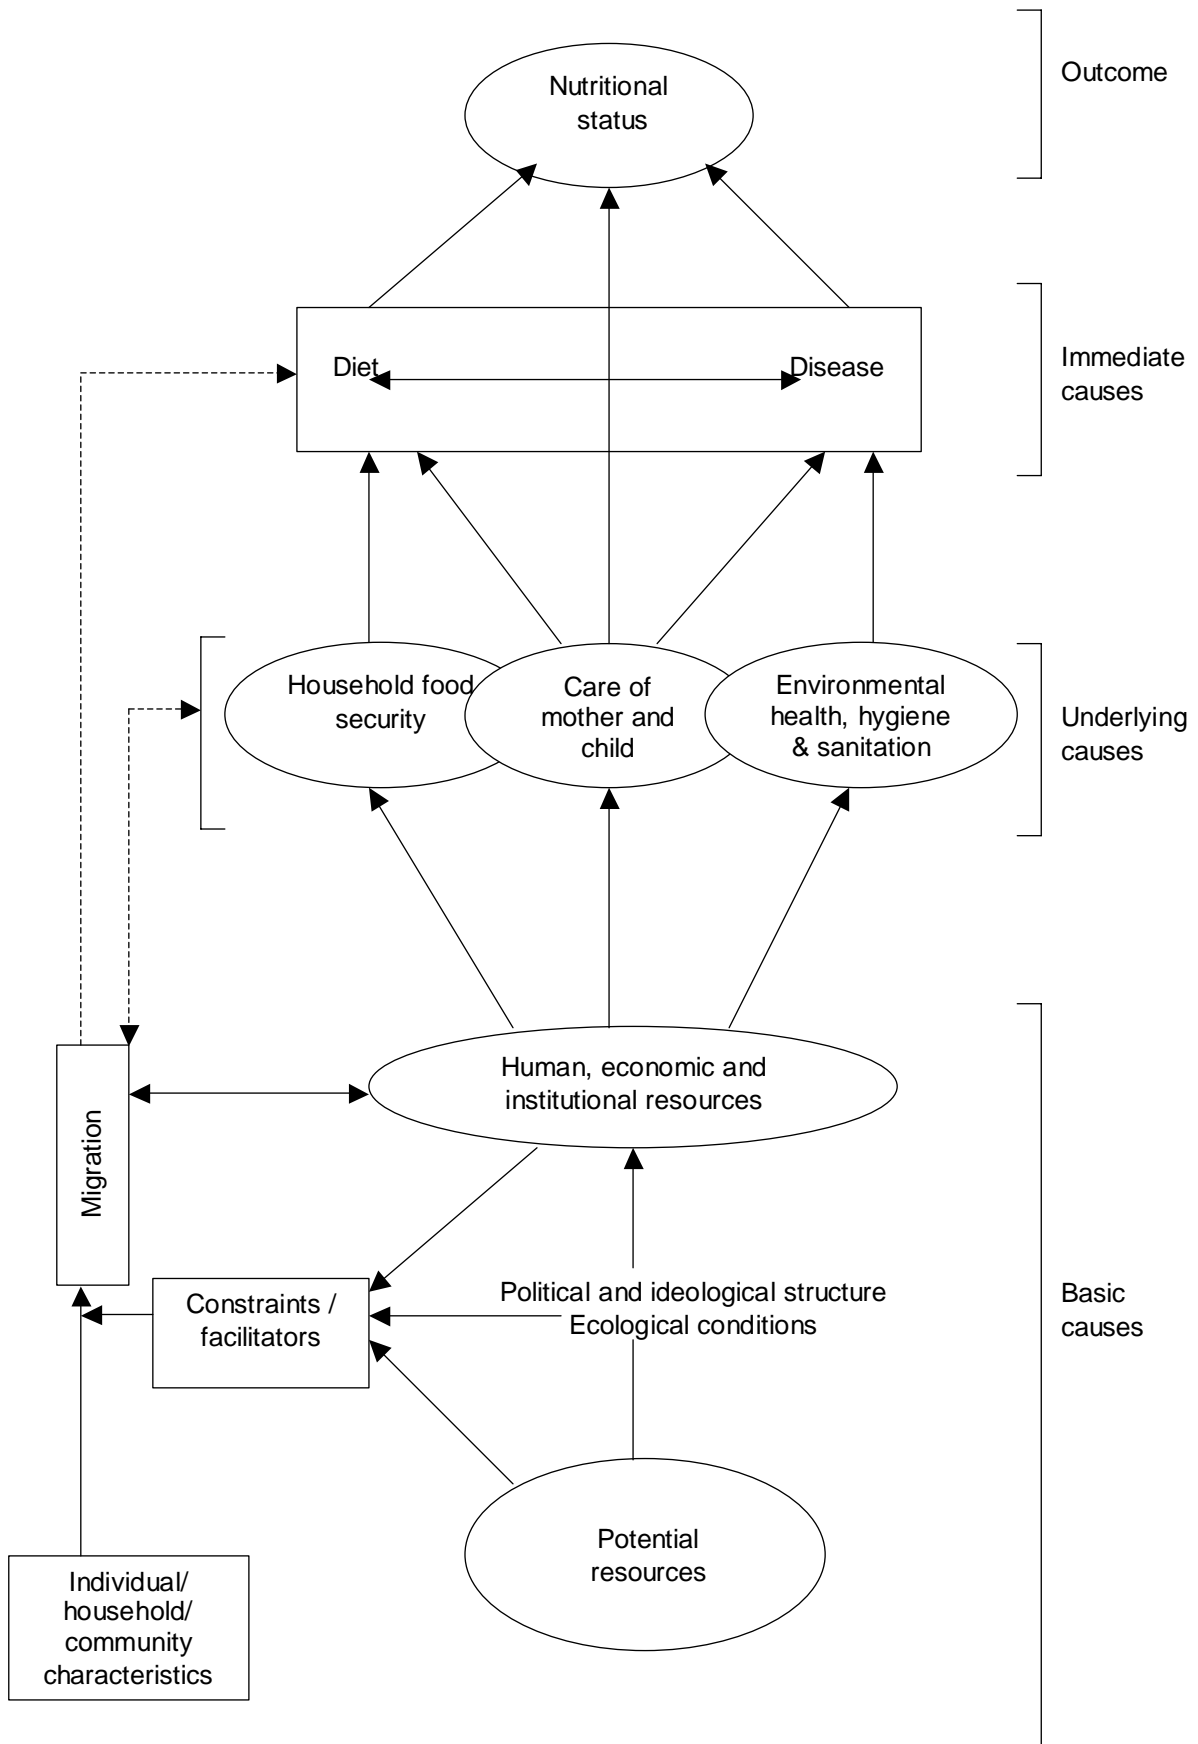 Outcome
Nutritional
status
Immediate
causes
Diet
Disease
Underlying
causes
Household food
security
Care of
mother and
child
Environmental
health, hygiene
& sanitation
Human, economic and
institutional resources
Migration
Constraints /
facilitators
Political and ideological structure
Ecological conditions
Basic
causes
Potential
resources
Individual/
household/
community
characteristics